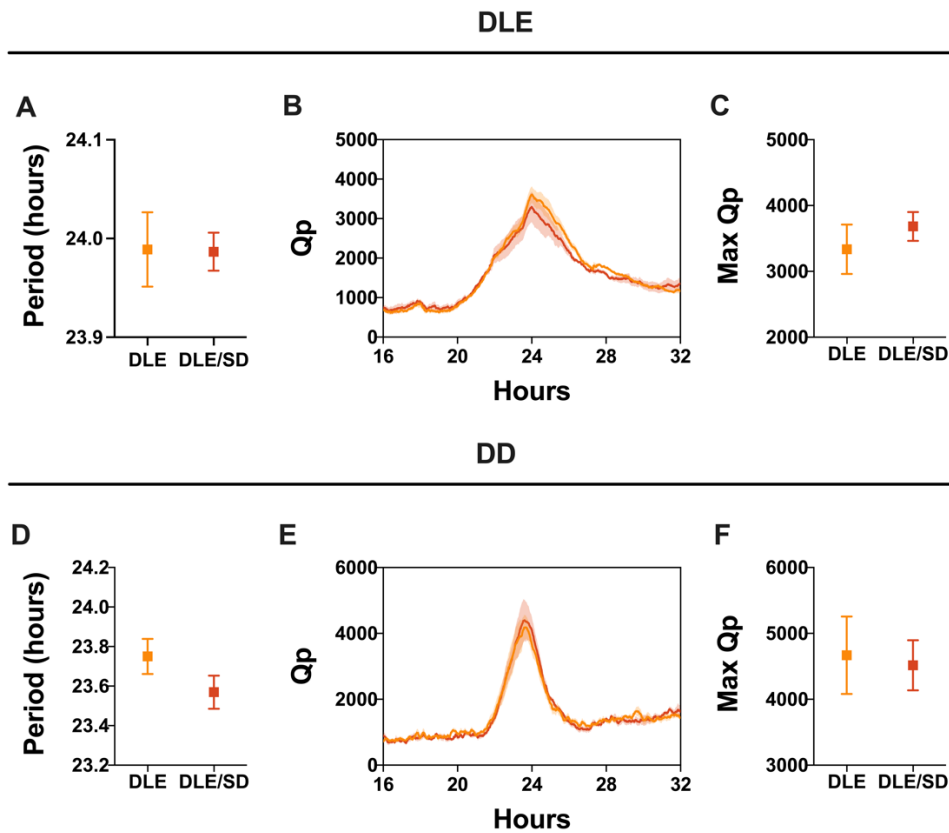 DLE
A
Period (hours)
24.1
24.0
23.9
DLE DLE/SD
B
Qp
5000
4000
3000
2000
1000
0
16 20 24 28 32
Hours
C
Max Qp
5000
4000
3000
2000
DLE DLE/SD
DD
D
Period (hours)
24.2
24.0
23.8
23.6
23.4
23.2
DLE DLE/SD
E
Qp
6000
4000
2000
0
16 20 24 28 32
Hours
F
Max Qp
6000
5000
4000
3000
DLE DLE/SD